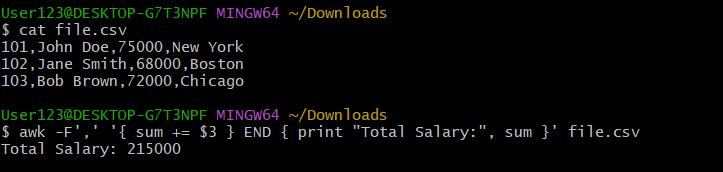 User123@DESKTOP-G7T3NPF MINGW64 ~/Downloads
$ cat file.csv
101,John Doe,75000,New York
102,Jane Smith,68000,Boston
103,Bob Brown,72000,Chicago
User123@DESKTOP-G7T3NPF MINGW64 ~/Downloads
$ awk -F',' '{ sum += $3 } END { print "Total Salary:", sum }' file.csv
Total Salary: 215000